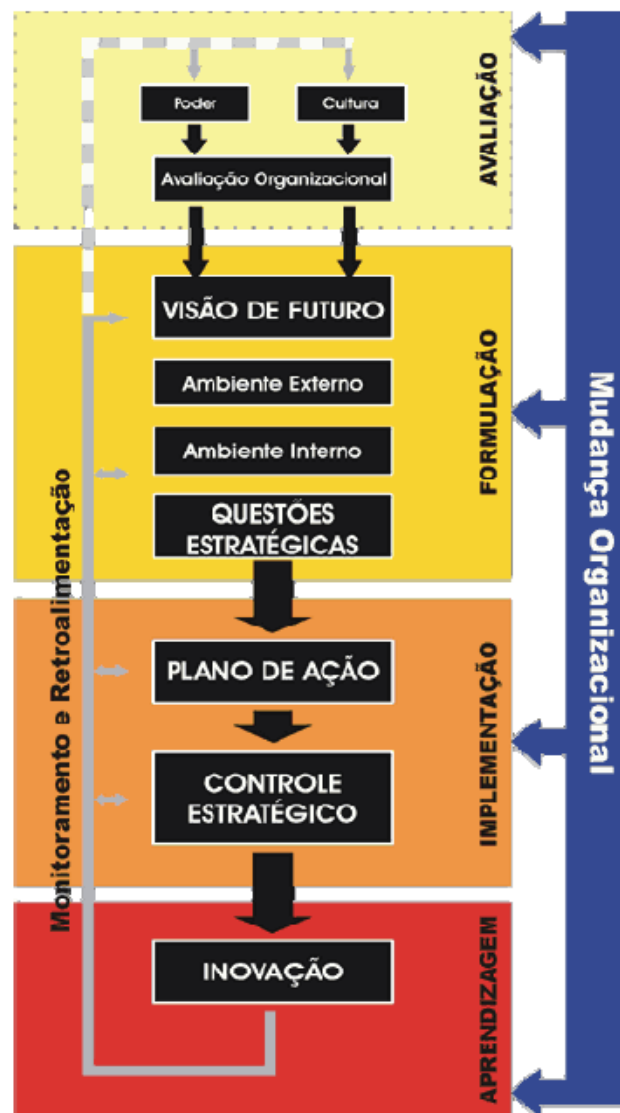 AVALIAÇÃO
Poder
Cultura
Avaliação Organizacional
FORMULAÇÃO
VISÃO DE FUTURO
Ambiente Externo
Ambiente Interno
QUESTÕES
ESTRATÉGICAS
IMPLEMENTAÇÃO
PLANO DE AÇÃO
CONTROLE
ESTRATÉGICO
APRENDIZAGEM
INOVAÇÃO
Monitoramento e Retroalimentação
Mudança Organizacional